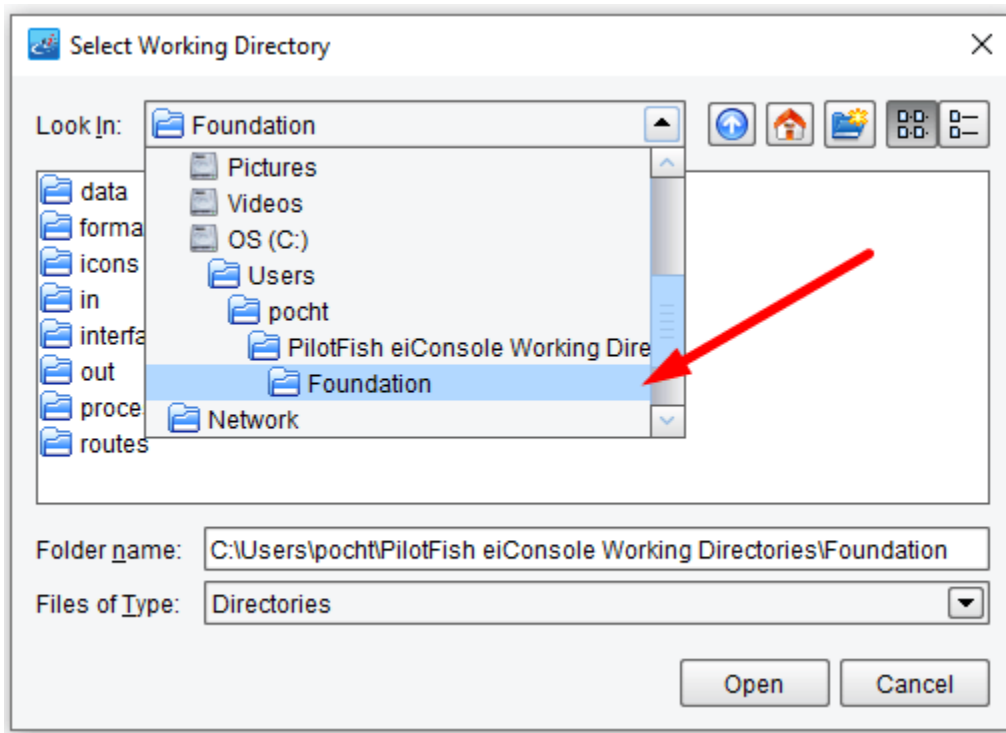 Select Working Directory
Look In: Foundation
Pictures
Videos
OS (C:)
Users
pocht
PilotFish eiConsole Working Dire
Foundation
Network
data
forma
icons
in
interfa
out
proce
routes
Folder name: C:\Users\pocht\PilotFish eiConsole Working Directories\Foundation
Files of Type: Directories
Open Cancel